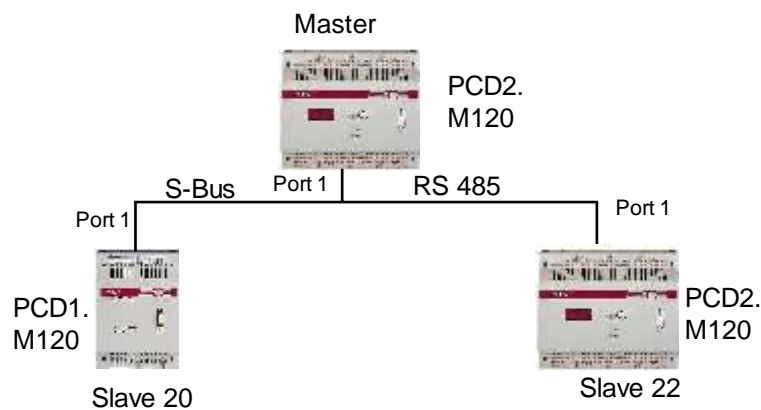 Master
PCD2.
M120
S-Bus
Port 1
RS 485
Port 1
Port 1
PCD1.
M120
PCD2.
M120
Slave 20
Slave 22